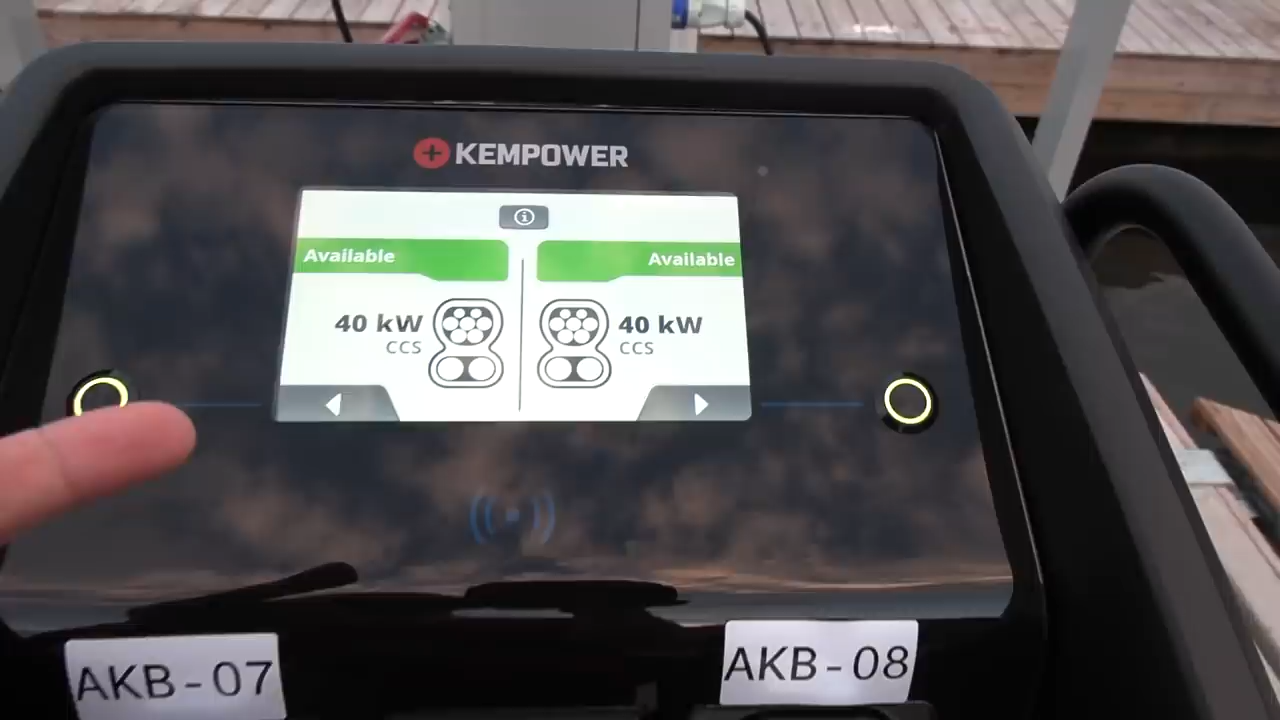 KEMPOWER
Available
Available
40 kW
CCS
40 kW
CCS
AKB-07
AKB-08